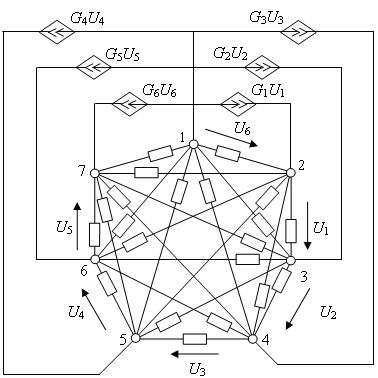 G₄U₄ G₃U₃
G₅U₅ G₂U₂
G₆U₆ G₁U₁
1 U₆
7 2
U₅ U₁
6 3
U₄ U₂
5 4
U₃